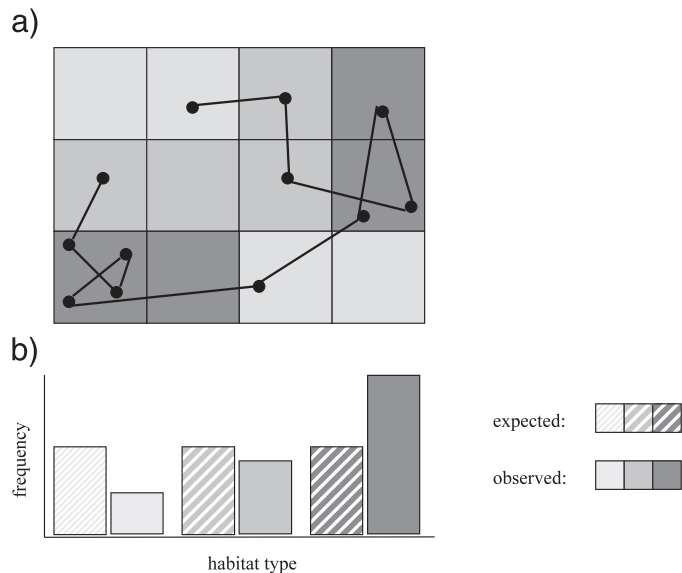 a)
b)
frequency
habitat type
expected:
observed: